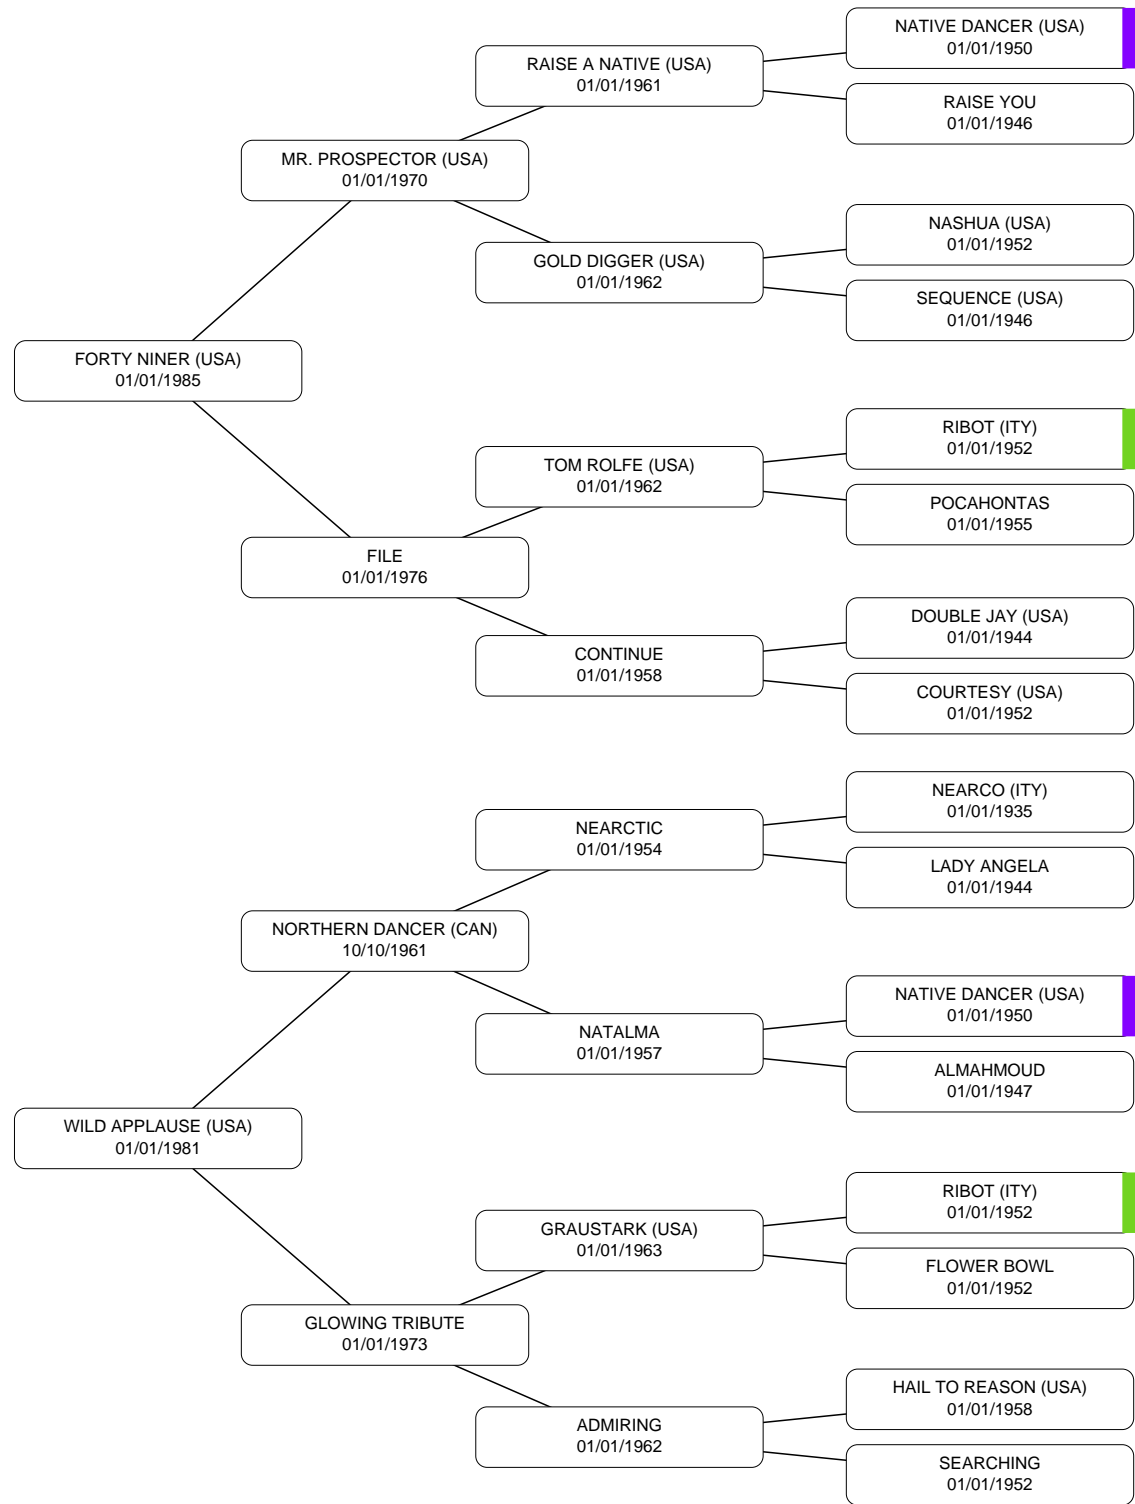 NATIVE DANCER (USA)
01/01/1950
RAISE A NATIVE (USA)
01/01/1961
RAISE YOU
01/01/1946
MR. PROSPECTOR (USA)
01/01/1970
NASHUA (USA)
01/01/1952
GOLD DIGGER (USA)
01/01/1962
SEQUENCE (USA)
01/01/1946
FORTY NINER (USA)
01/01/1985
RIBOT (ITY)
01/01/1952
TOM ROLFE (USA)
01/01/1962
POCAHONTAS
01/01/1955
FILE
01/01/1976
DOUBLE JAY (USA)
01/01/1944
CONTINUE
01/01/1958
COURTESY (USA)
01/01/1952
NEARCO (ITY)
01/01/1935
NEARCTIC
01/01/1954
LADY ANGELA
01/01/1944
NORTHERN DANCER (CAN)
10/10/1961
NATIVE DANCER (USA)
01/01/1950
NATALMA
01/01/1957
ALMAHMOUD
01/01/1947
WILD APPLAUSE (USA)
01/01/1981
RIBOT (ITY)
01/01/1952
GRAUSTARK (USA)
01/01/1963
FLOWER BOWL
01/01/1952
GLOWING TRIBUTE
01/01/1973
HAIL TO REASON (USA)
01/01/1958
ADMIRING
01/01/1962
SEARCHING
01/01/1952